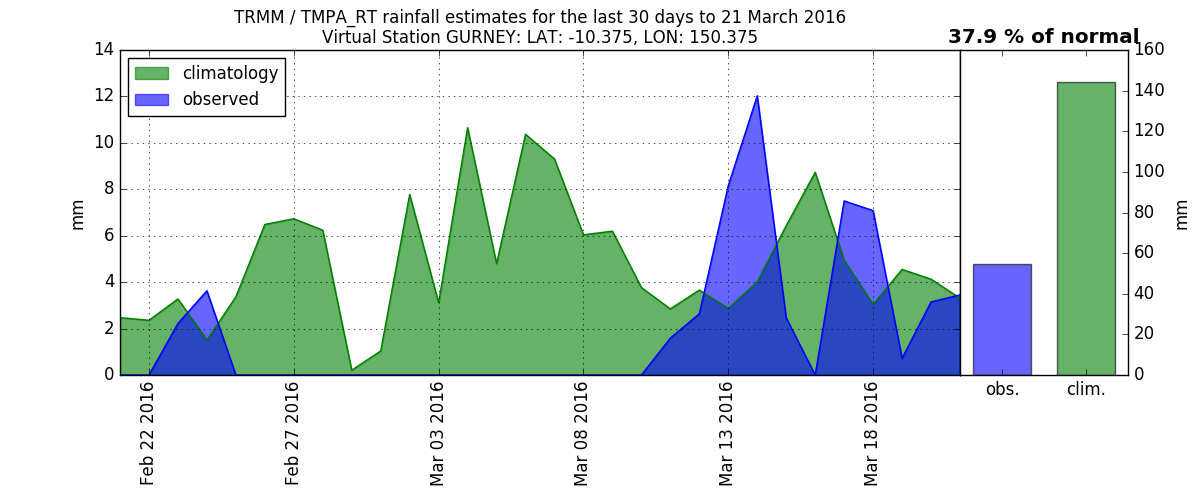 TRMM / TMPA_RT rainfall estimates for the last 30 days to 21 March 2016
Virtual Station GURNEY: LAT: -10.375, LON: 150.375
37.9 % of normal
climatology
observed
14
12
10
8
6
4
2
0
mm
Feb 22 2016
Feb 27 2016
Mar 03 2016
Mar 08 2016
Mar 13 2016
Mar 18 2016
160
140
120
100
80
60
40
20
0
mm
obs.
clim.